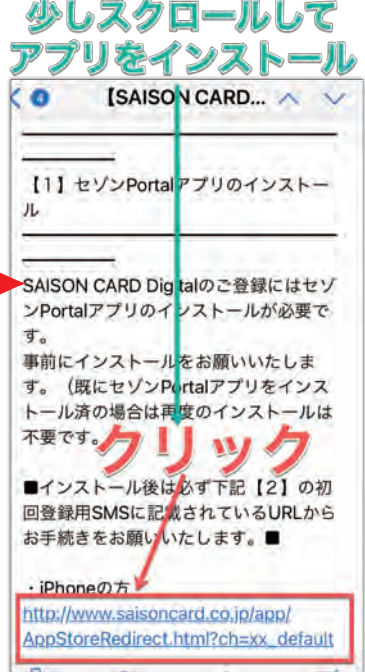 少しスクロールして
アプリをインストール
4
【SAISON CARD...
【1】セゾンPortalアプリのインストー
ル
SAISON CARD Digitalのご登録にはセゾ
ンPortalアプリのインストールが必要で
す。
事前にインストールをお願いいたしま
す。（既にセゾンPortalアプリをインス
トール済の場合は再度のインストールは
不要です。
クリック
■インストール後は必ず下記【2】の初
回登録用SMSに記載されているURLから
お手続きをお願いいたします。■
・iPhoneの方
http://www.saisoncard.co.jp/app/
AppStoreRedirect.html?ch=xx_default